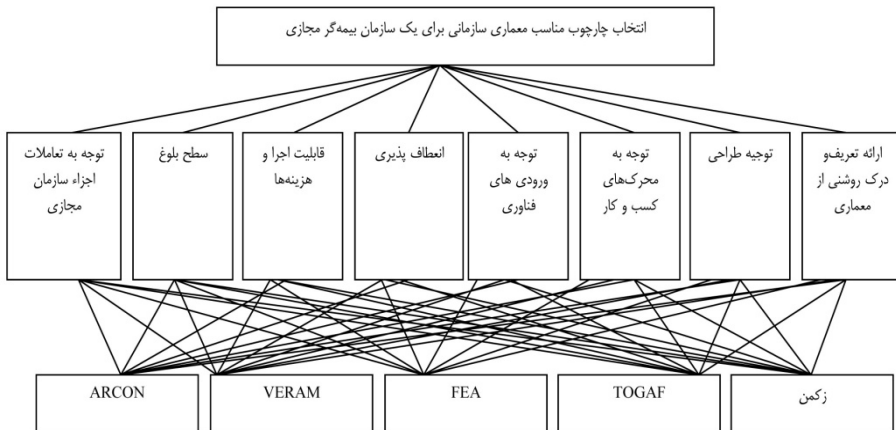 انتخاب چارچوب مناسب معماری سازمانی برای یک سازمان بیمه‌گر مجازی
ارائه تعریف‌و
درک روشنی از
معماری
توجیه طراحی
توجه به
محرک‌های
کسب و کار
توجه به
ورودی های
فناوری
انعطاف پذیری
قابلیت اجرا و
هزینه‌ها
سطح بلوغ
توجه به تعاملات
اجزاء سازمان
مجازی
زکمن
TOGAF
FEA
VERAM
ARCON